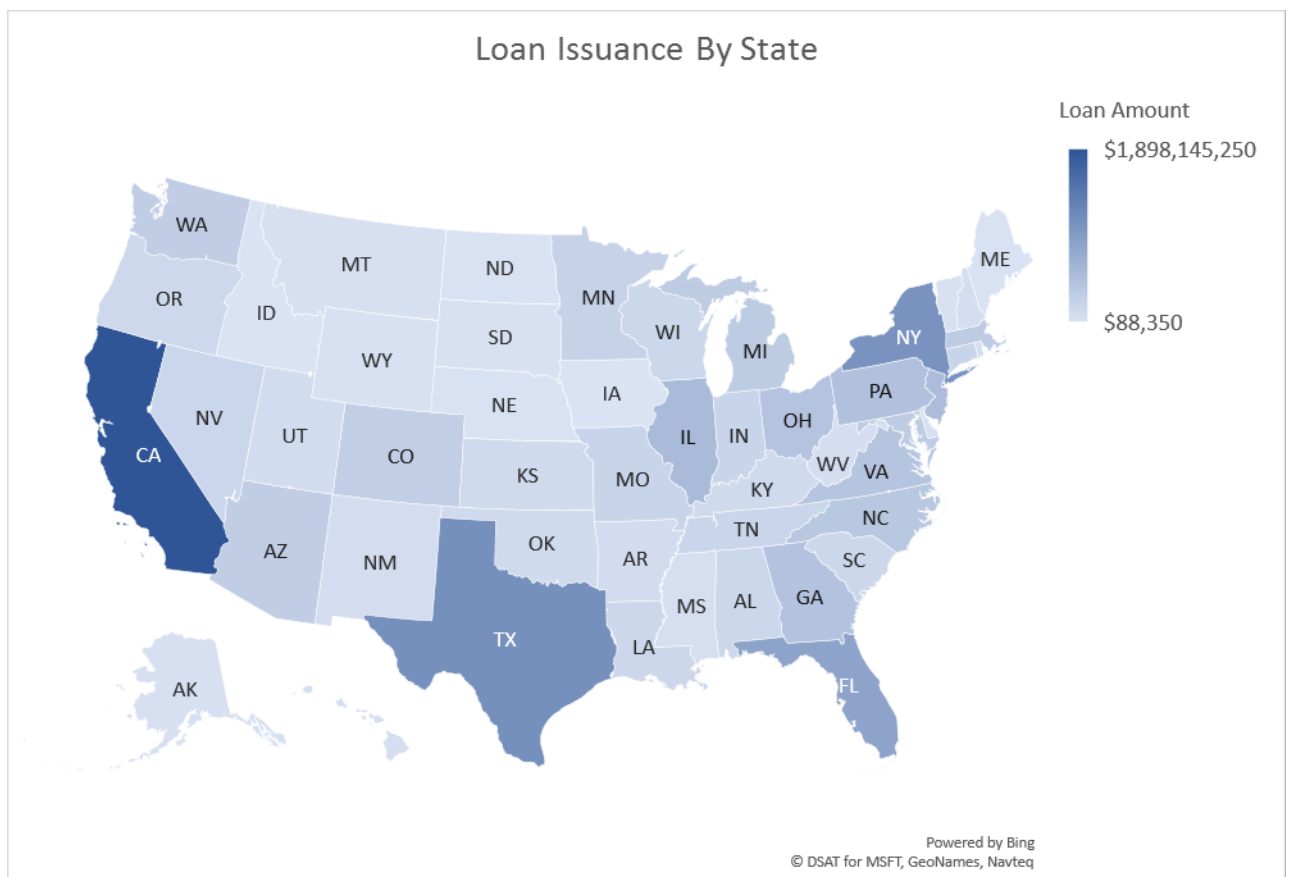 Loan Issuance By State
Loan Amount
$1,898,145,250
$88,350
WA
MT
ND
ME
OR
ID
MN
WI
SD
NY
MI
WY
IA
PA
NE
NV
UT
CO
IL
IN
OH
CA
WV
VA
KS
MO
KY
NC
TN
AZ
NM
OK
AR
SC
MS
AL
GA
TX
LA
FL
AK
Powered by Bing
© DSAT for MSFT, GeoNames, Navteq